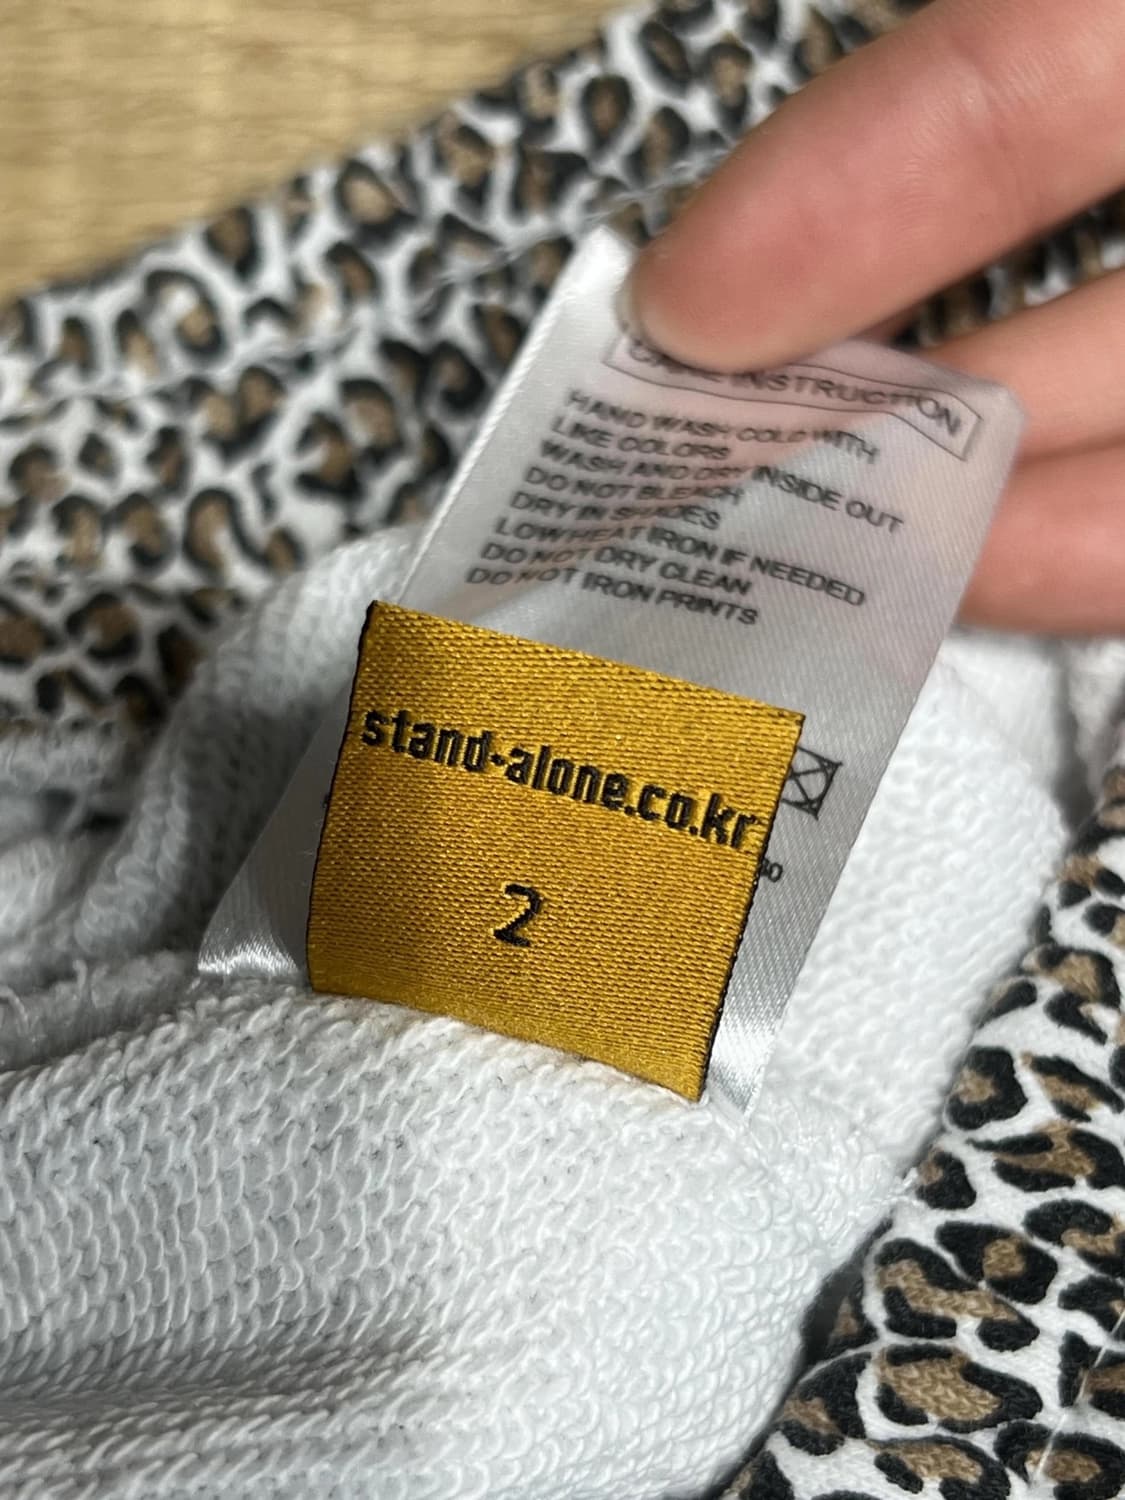 CARE INSTRUCTION
HAND WASH COLD WITH
LIKE COLORS
WASH AND DRY INSIDE OUT
DO NOT BLEACH
DRY IN SHADES
LOW HEAT IRON IF NEEDED
DO NOT DRY CLEAN
DO NOT IRON PRINTS
stand-alone.co.kr
2